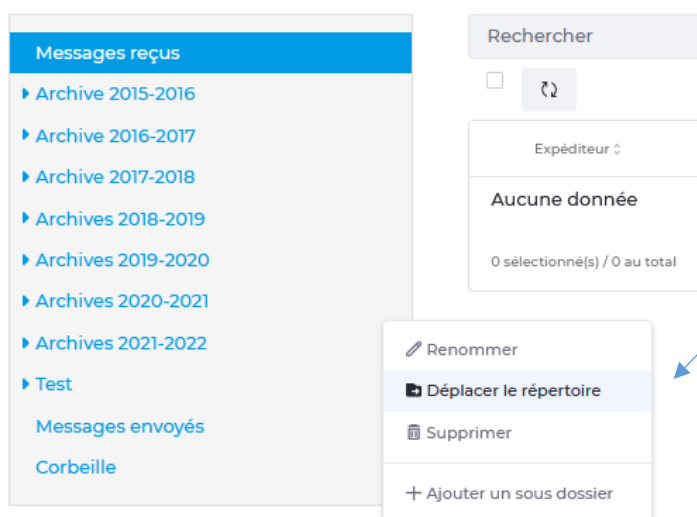 Messages reçus
Archive 2015-2016
Archive 2016-2017
Archive 2017-2018
Archives 2018-2019
Archives 2019-2020
Archives 2020-2021
Archives 2021-2022
Test
Messages envoyés
Corbeille
Rechercher
Expéditeur
Aucune donnée
0 sélectionné(s) / 0 au total
Renommer
Déplacer le répertoire
Supprimer
Ajouter un sous dossier